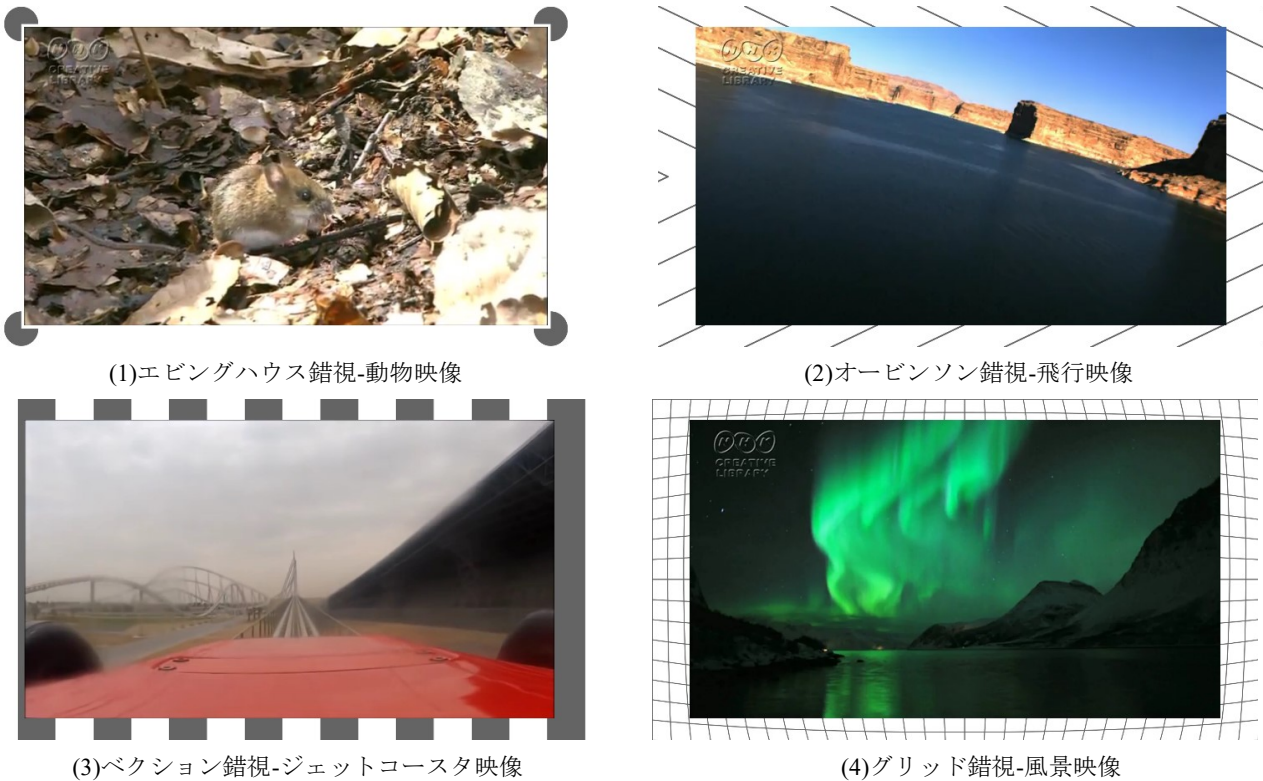 NHK
CREATIVE
LIBRARY
NHK
CREATIVE
LIBRARY
(1)エビングハウス錯視-動物映像
(2)オービンソン錯視-飛行映像
(3)ベクション錯視-ジェットコースタ映像
NHK
CREATIVE
LIBRARY
(4)グリッド錯視-風景映像